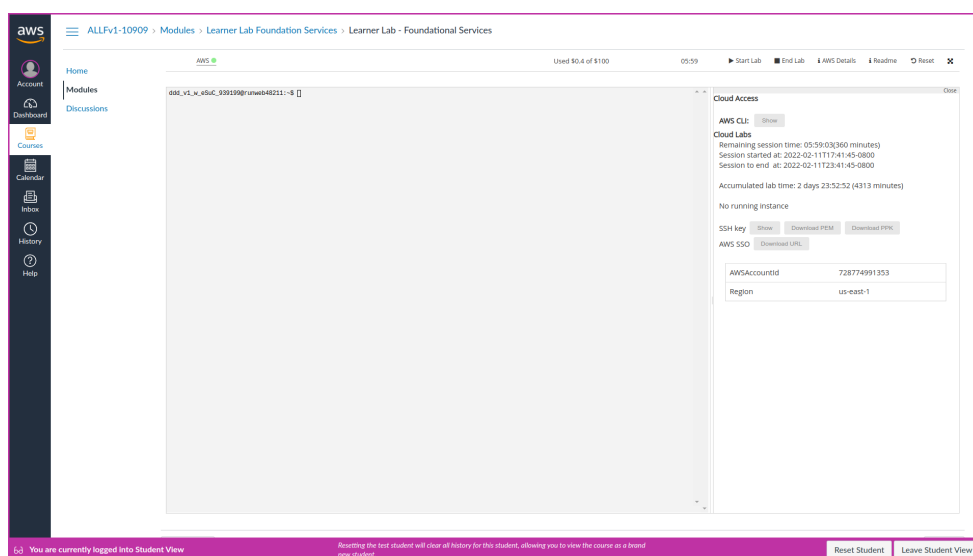 aws
ALLFv1-10909 > Modules > Learner Lab Foundation Services > Learner Lab - Foundational Services
Account
Dashboard
Courses
Calendar
Inbox
History
Help
Home
Modules
Discussions
AWS
Used $0.4 of $100
05:59
Start Lab
End Lab
AWS Details
Readme
Reset
ddd_v1_w_eSuC_939199@runweb48211:~$
Close
Cloud Access
AWS CLI: Show
Cloud Labs
Remaining session time: 05:59:03(360 minutes)
Session started at: 2022-02-11T17:41:45-0800
Session to end at: 2022-02-11T23:41:45-0800
Accumulated lab time: 2 days 23:52:52 (4313 minutes)
No running instance
SSH key Show Download PEM Download PPK
AWS SSO Download URL
AWSAccountId 728774991353
Region us-east-1
You are currently logged into Student View
Resetting the test student will clear all history for this student, allowing you to view the course as a brand
new student.
Reset Student
Leave Student View